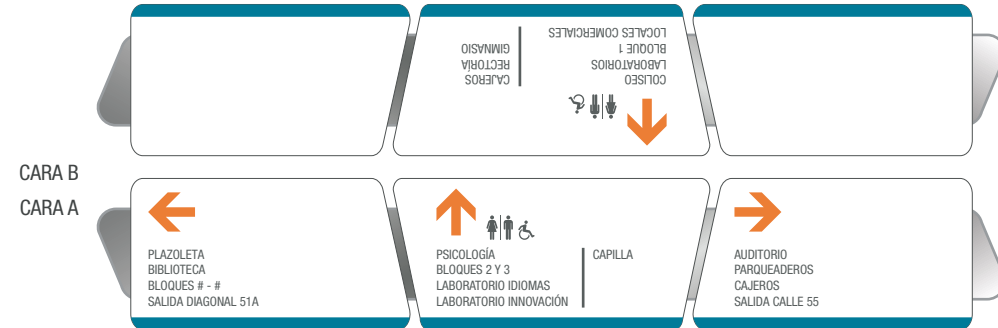 COLISEO
LABORATORIOS
BLOQUE 1
LOCALES COMERCIALES
CAJEROS
RECTORÍA
GIMNASIO
CARA B
CARA A
PLAZOLETA
BIBLIOTECA
BLOQUES # - #
SALIDA DIAGONAL 51A
PSICOLOGÍA
BLOQUES 2 Y 3
LABORATORIO IDIOMAS
LABORATORIO INNOVACIÓN
CAPILLA
AUDITORIO
PARQUEADEROS
CAJEROS
SALIDA CALLE 55